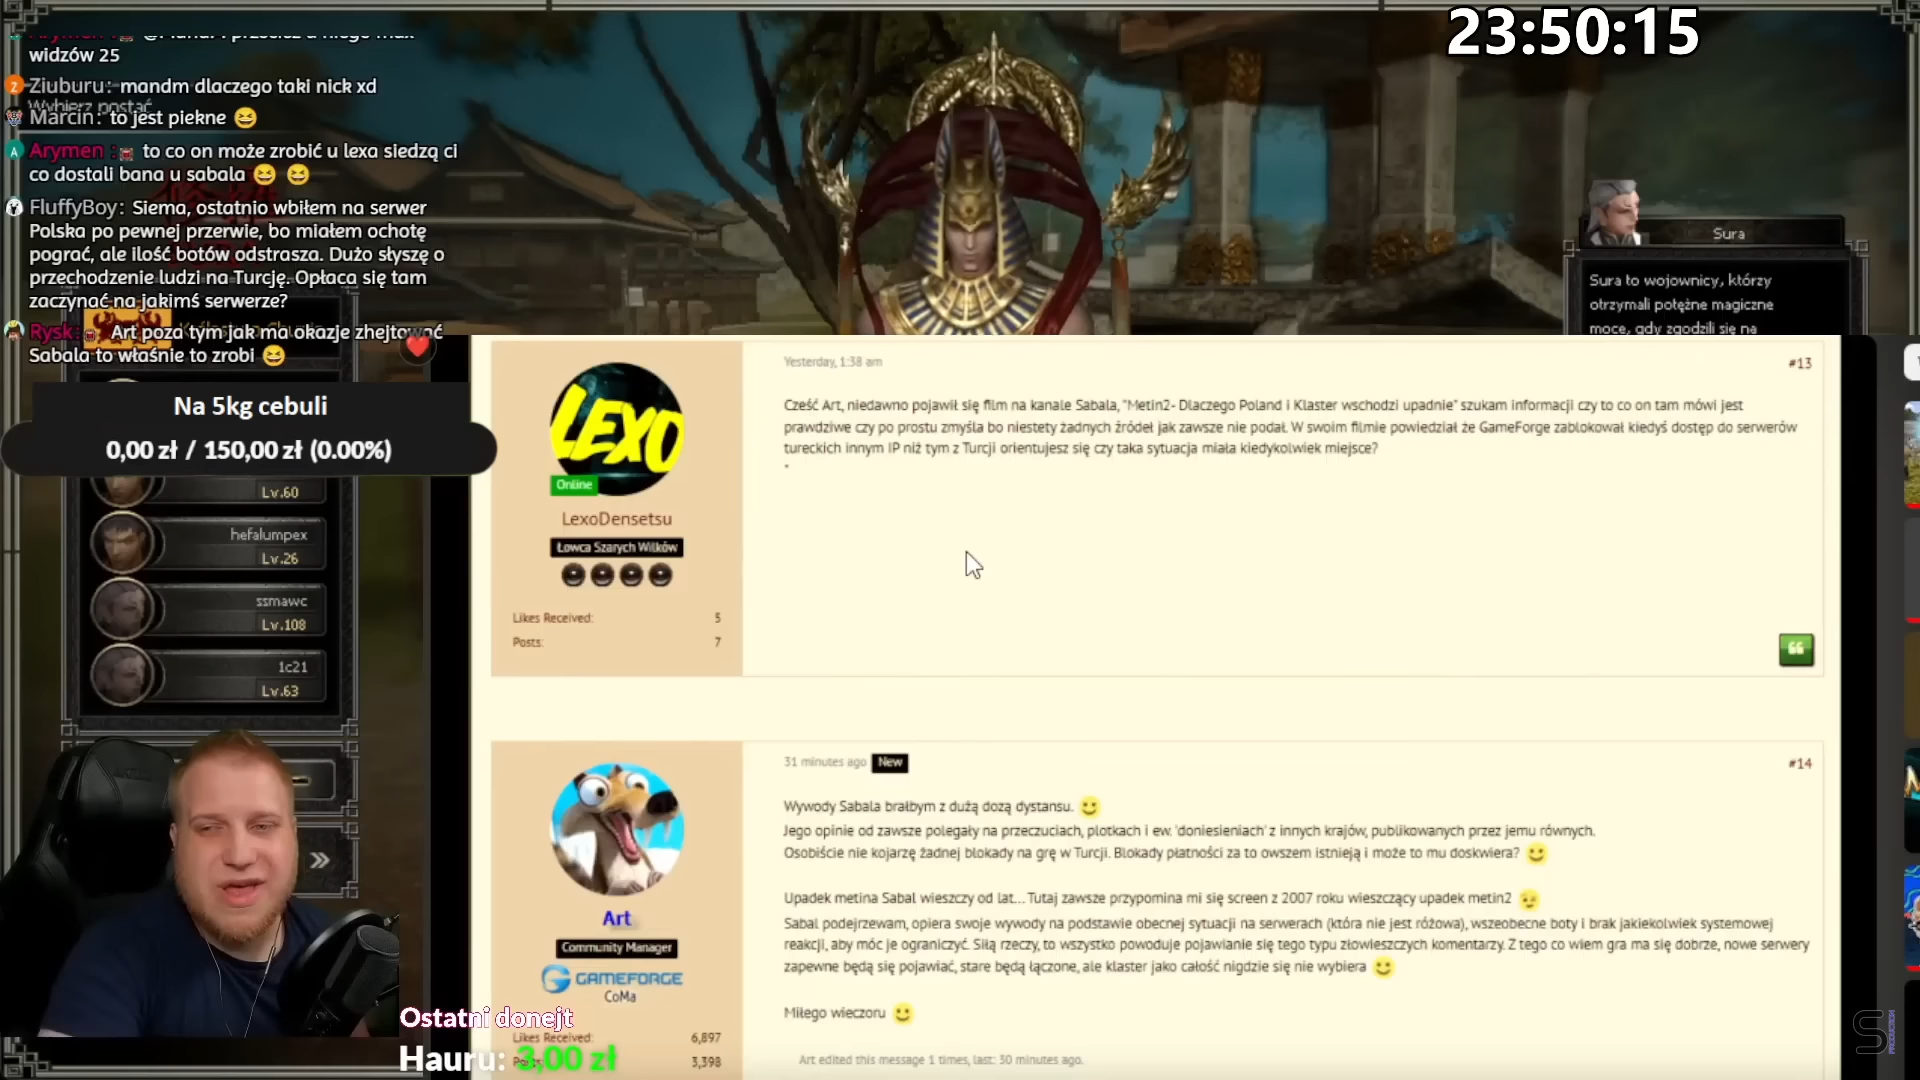 23:50:15
widzów 25
Ziuburu: mandm dlaczego taki nick xd
Wybierz postać
Marcin: to jest piekne 😆
Arymen : to co on może zrobić u lexa siedzą ci
co dostali bana u sabala 😆 😆
FluffyBoy: Siema, ostatnio wbiłem na serwer
Polska po pewnej przerwie, bo miałem ochotę
pograć, ale ilość botów odstrasza. Dużo słyszę o
przechodzenie ludzi na Turcję. Opłaca się tam
zaczynać na jakimś serwerze?
Rysk: Art poza tym jak ma okazje zhejtować
Sabala to właśnie to zrobi 😆
Na 5kg cebuli
0,00 zł / 150,00 zł (0.00%)
Lv.60
hefalumpex
Lv.26
ssmawc
Lv.108
1c21
Lv.63
Sura
Sura to wojownicy, którzy
otrzymali potężne magiczne
moce, gdy zgodzili się na
LEXO
Online
LexoDensetsu
Łowca Szarych Wilków
Likes Received: 5
Posts: 7
Yesterday, 1:38 am
#13
Cześć Art, niedawno pojawił się film na kanale Sabala, "Metin2- Dlaczego Poland i Klaster wschodzi upadnie" szukam informacji czy to co on tam mówi jest
prawdziwe czy po prostu zmyśla bo niestety żadnych źródeł jak zawsze nie podał. W swoim filmie powiedział że GameForge zablokował kiedyś dostęp do serwerów
tureckich innym IP niż tym z Turcji orientujesz się czy taka sytuacja miała kiedykolwiek miejsce?
Art
Community Manager
GAMEFORGE
CoMa
Likes Received: 6,897
3,398
31 minutes ago New
#14
Wywody Sabala brałbym z dużą dozą dystansu. 🙂
Jego opinie od zawsze polegały na przeczuciach, plotkach i ew. 'doniesieniach' z innych krajów, publikowanych przez jemu równych.
Osobiście nie kojarzę żadnej blokady na grę w Turcji. Blokady płatności za to owszem istnieją i może to mu doskwiera? 🙂
Upadek metina Sabal wieszczy od lat... Tutaj zawsze przypomina mi się screen z 2007 roku wieszczący upadek metin2 😉
Sabal podejrzewam, opiera swoje wywody na podstawie obecnej sytuacji na serwerach (która nie jest różowa), wszeobecne boty i brak jakiekolwiek systemowej
reakcji, aby móc je ograniczyć. Siłą rzeczy, to wszystko powoduje pojawianie się tego typu złowieszczych komentarzy. Z tego co wiem gra ma się dobrze, nowe serwery
zapewne będą się pojawiać, stare będą łączone, ale klaster jako całość nigdzie się nie wybiera 🙂
Miłego wieczoru 🙂
Art edited this message 1 times, last: 30 minutes ago.
Ostatni donejt
Hauru: 3,00 zł